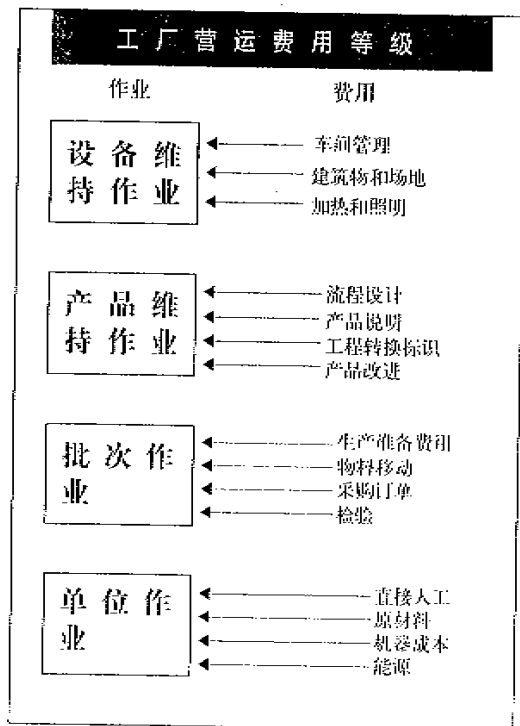 工厂营运费用等级
作业 费用
设备维
持作业
车间管理
建筑物和场地
加热和照明
产品维
持作业
流程设计
产品说明
工程转换标识
产品改进
批次作
业
生产准备费用
物料移动
采购订单
检验
单位作
业
直接人工
原材料
机器成本
能源